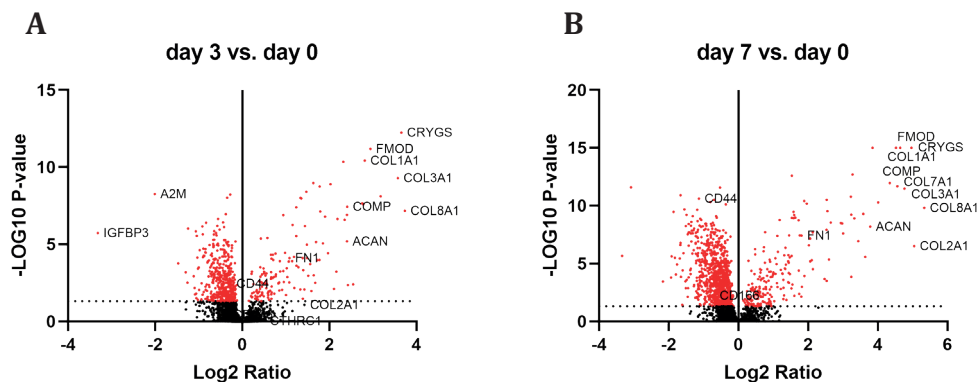 A
B
day 3 vs. day 0
day 7 vs. day 0
-LOG10 P-value
15
10
5
0
-4
-2
0
2
4
Log2 Ratio
CRYGS
FMOD
COL1A1
COL3A1
A2M
COMP
COL8A1
IGFBP3
ACAN
FN1
CD44
COL2A1
CTHRC1
-LOG10 P-value
20
15
10
5
0
-4
-2
0
2
4
6
Log2 Ratio
FMOD
CRYGS
COL1A1
COMP
COL7A1
CD44
COL3A1
COL8A1
ACAN
FN1
COL2A1
CD166